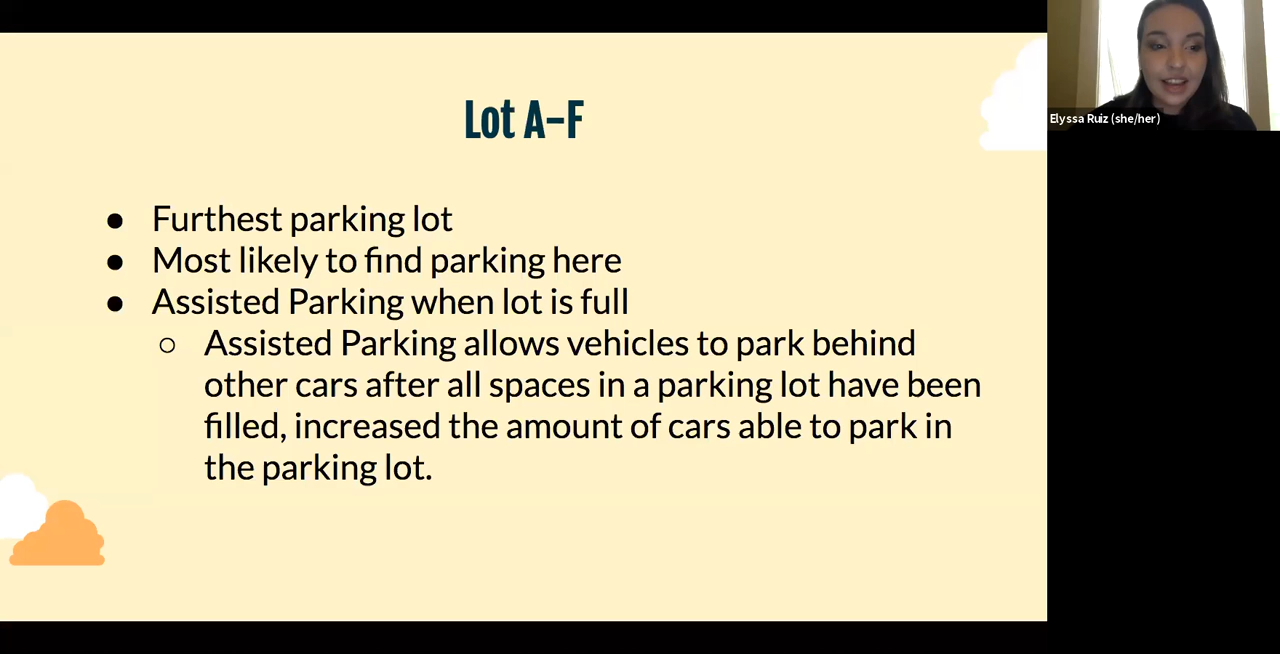 Lot A–F
● Furthest parking lot
● Most likely to find parking here
● Assisted Parking when lot is full
○ Assisted Parking allows vehicles to park behind
other cars after all spaces in a parking lot have been
filled, increased the amount of cars able to park in
the parking lot.
Elyssa Ruiz (she/her)